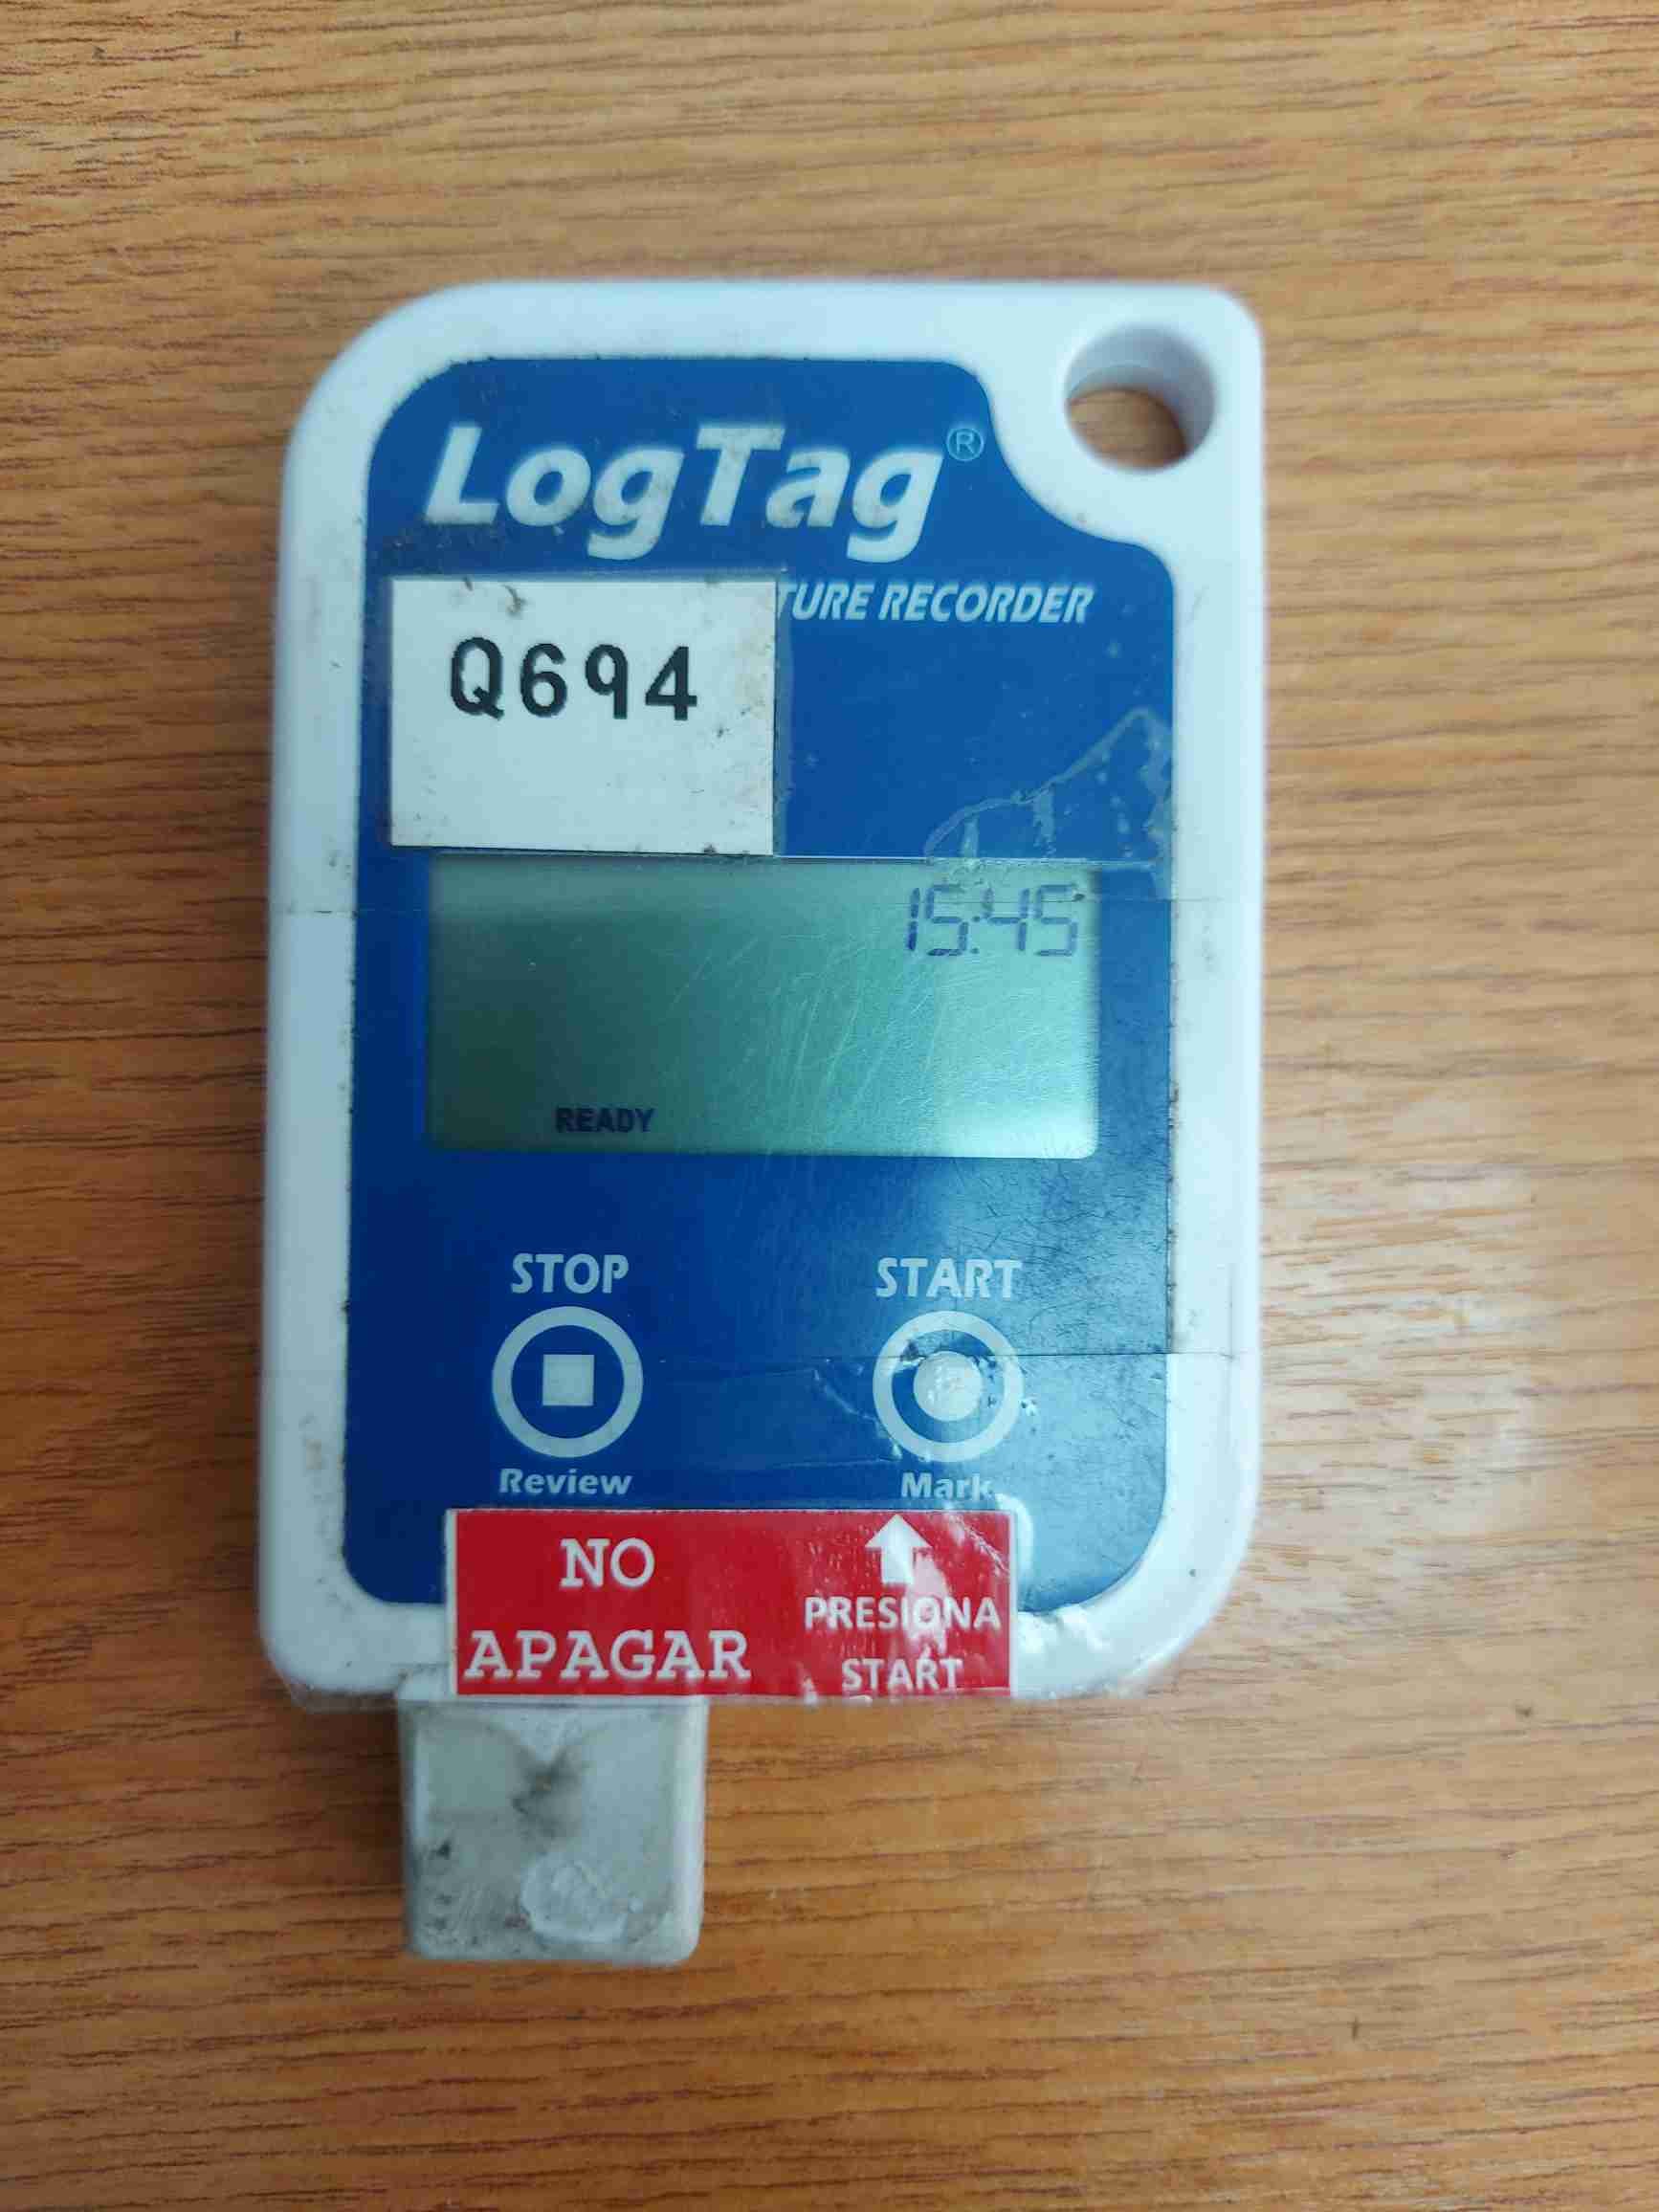 LogTag®
TURE RECORDER
Q694
15:45
READY
STOP START
Review Mark
NO
APAGAR
PRESIONA
START